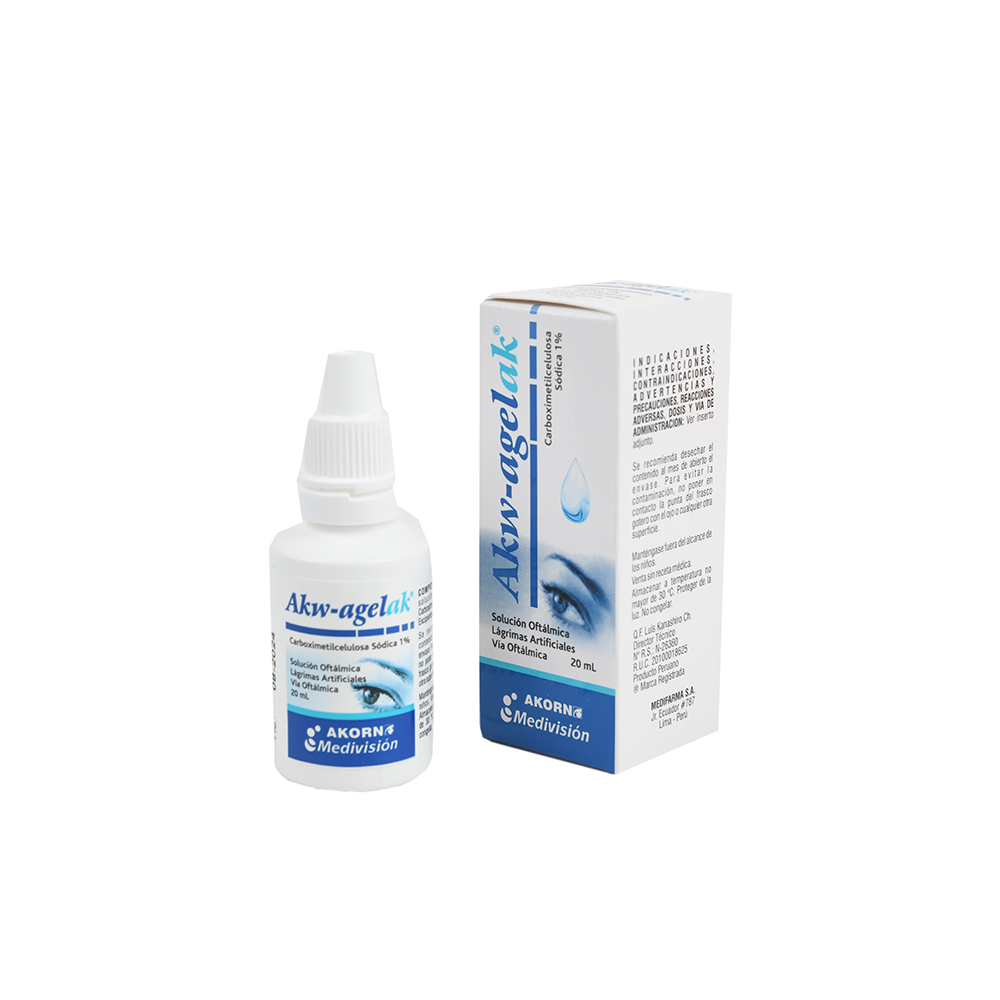 Akw-agelak®
Carboximetilcelulosa Sódica 1%
Solución Oftálmica
Lágrimas Artificiales
Vía Oftálmica
20 mL
AKORN
Medivisión
Akw-agelak®
Carboximetilcelulosa
Sódica 1%
Solución Oftálmica
Lágrimas Artificiales
Vía Oftálmica 20 mL
AKORN
Medivisión
INDICACIONES,
INTERACCIONES,
CONTRAINDICACIONES,
ADVERTENCIAS Y
PRECAUCIONES, REACCIONES
ADVERSAS, DOSIS Y VIA DE
ADMINISTRACION: Ver inserto
adjunto.
Se recomienda desechar el
contenido al mes de abierto el
envase. Para evitar la
contaminación, no poner en
contacto la punta del frasco
gotero con el ojo o cualquier otra
superficie.
Manténgase fuera del alcance de
los niños.
Venta sin receta médica.
Almacenar a temperatura no
mayor de 30 °C. Proteger de la
luz. No congelar.
Q.F. Luis Kanashiro Ch.
Director Técnico
N° R.S.: N-26360
R.U.C. 20100018625
Producto Peruano
® Marca Registrada
MEDIFARMA S.A.
Jr. Ecuador # 787
Lima - Perú